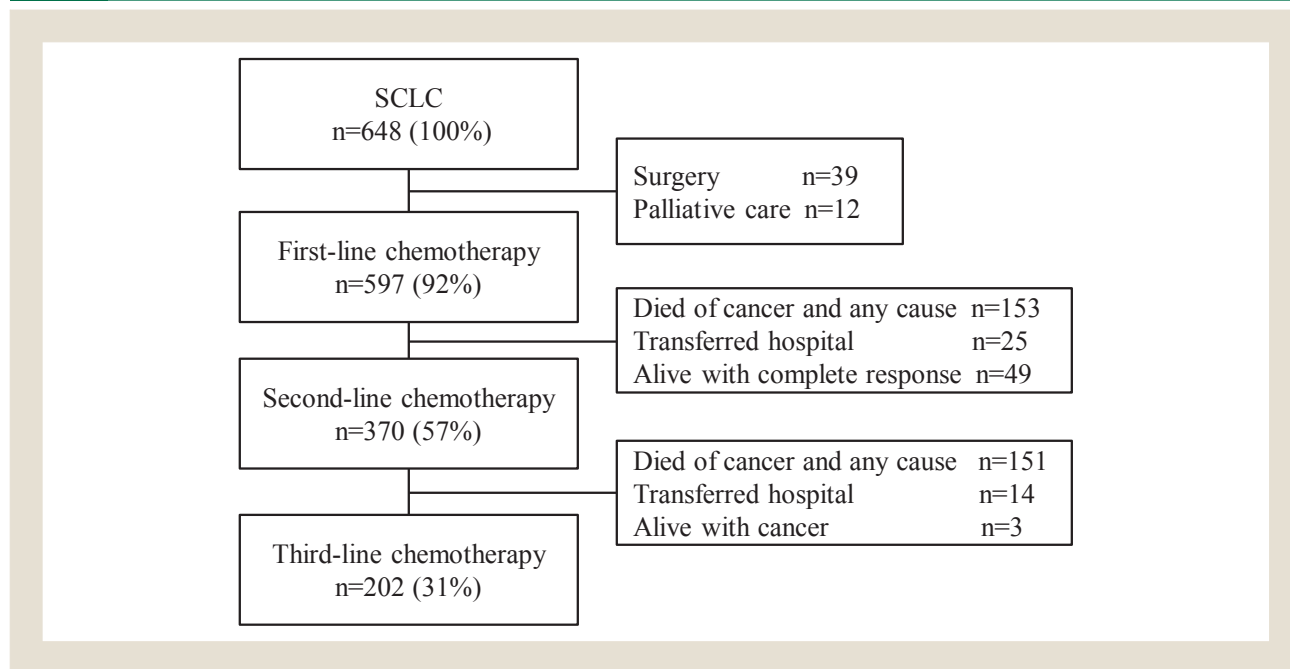 SCLC
n=648 (100%)
Surgery n=39
Palliative care n=12
First-line chemotherapy
n=597 (92%)
Died of cancer and any cause n=153
Transferred hospital n=25
Alive with complete response n=49
Second-line chemotherapy
n=370 (57%)
Died of cancer and any cause n=151
Transferred hospital n=14
Alive with cancer n=3
Third-line chemotherapy
n=202 (31%)